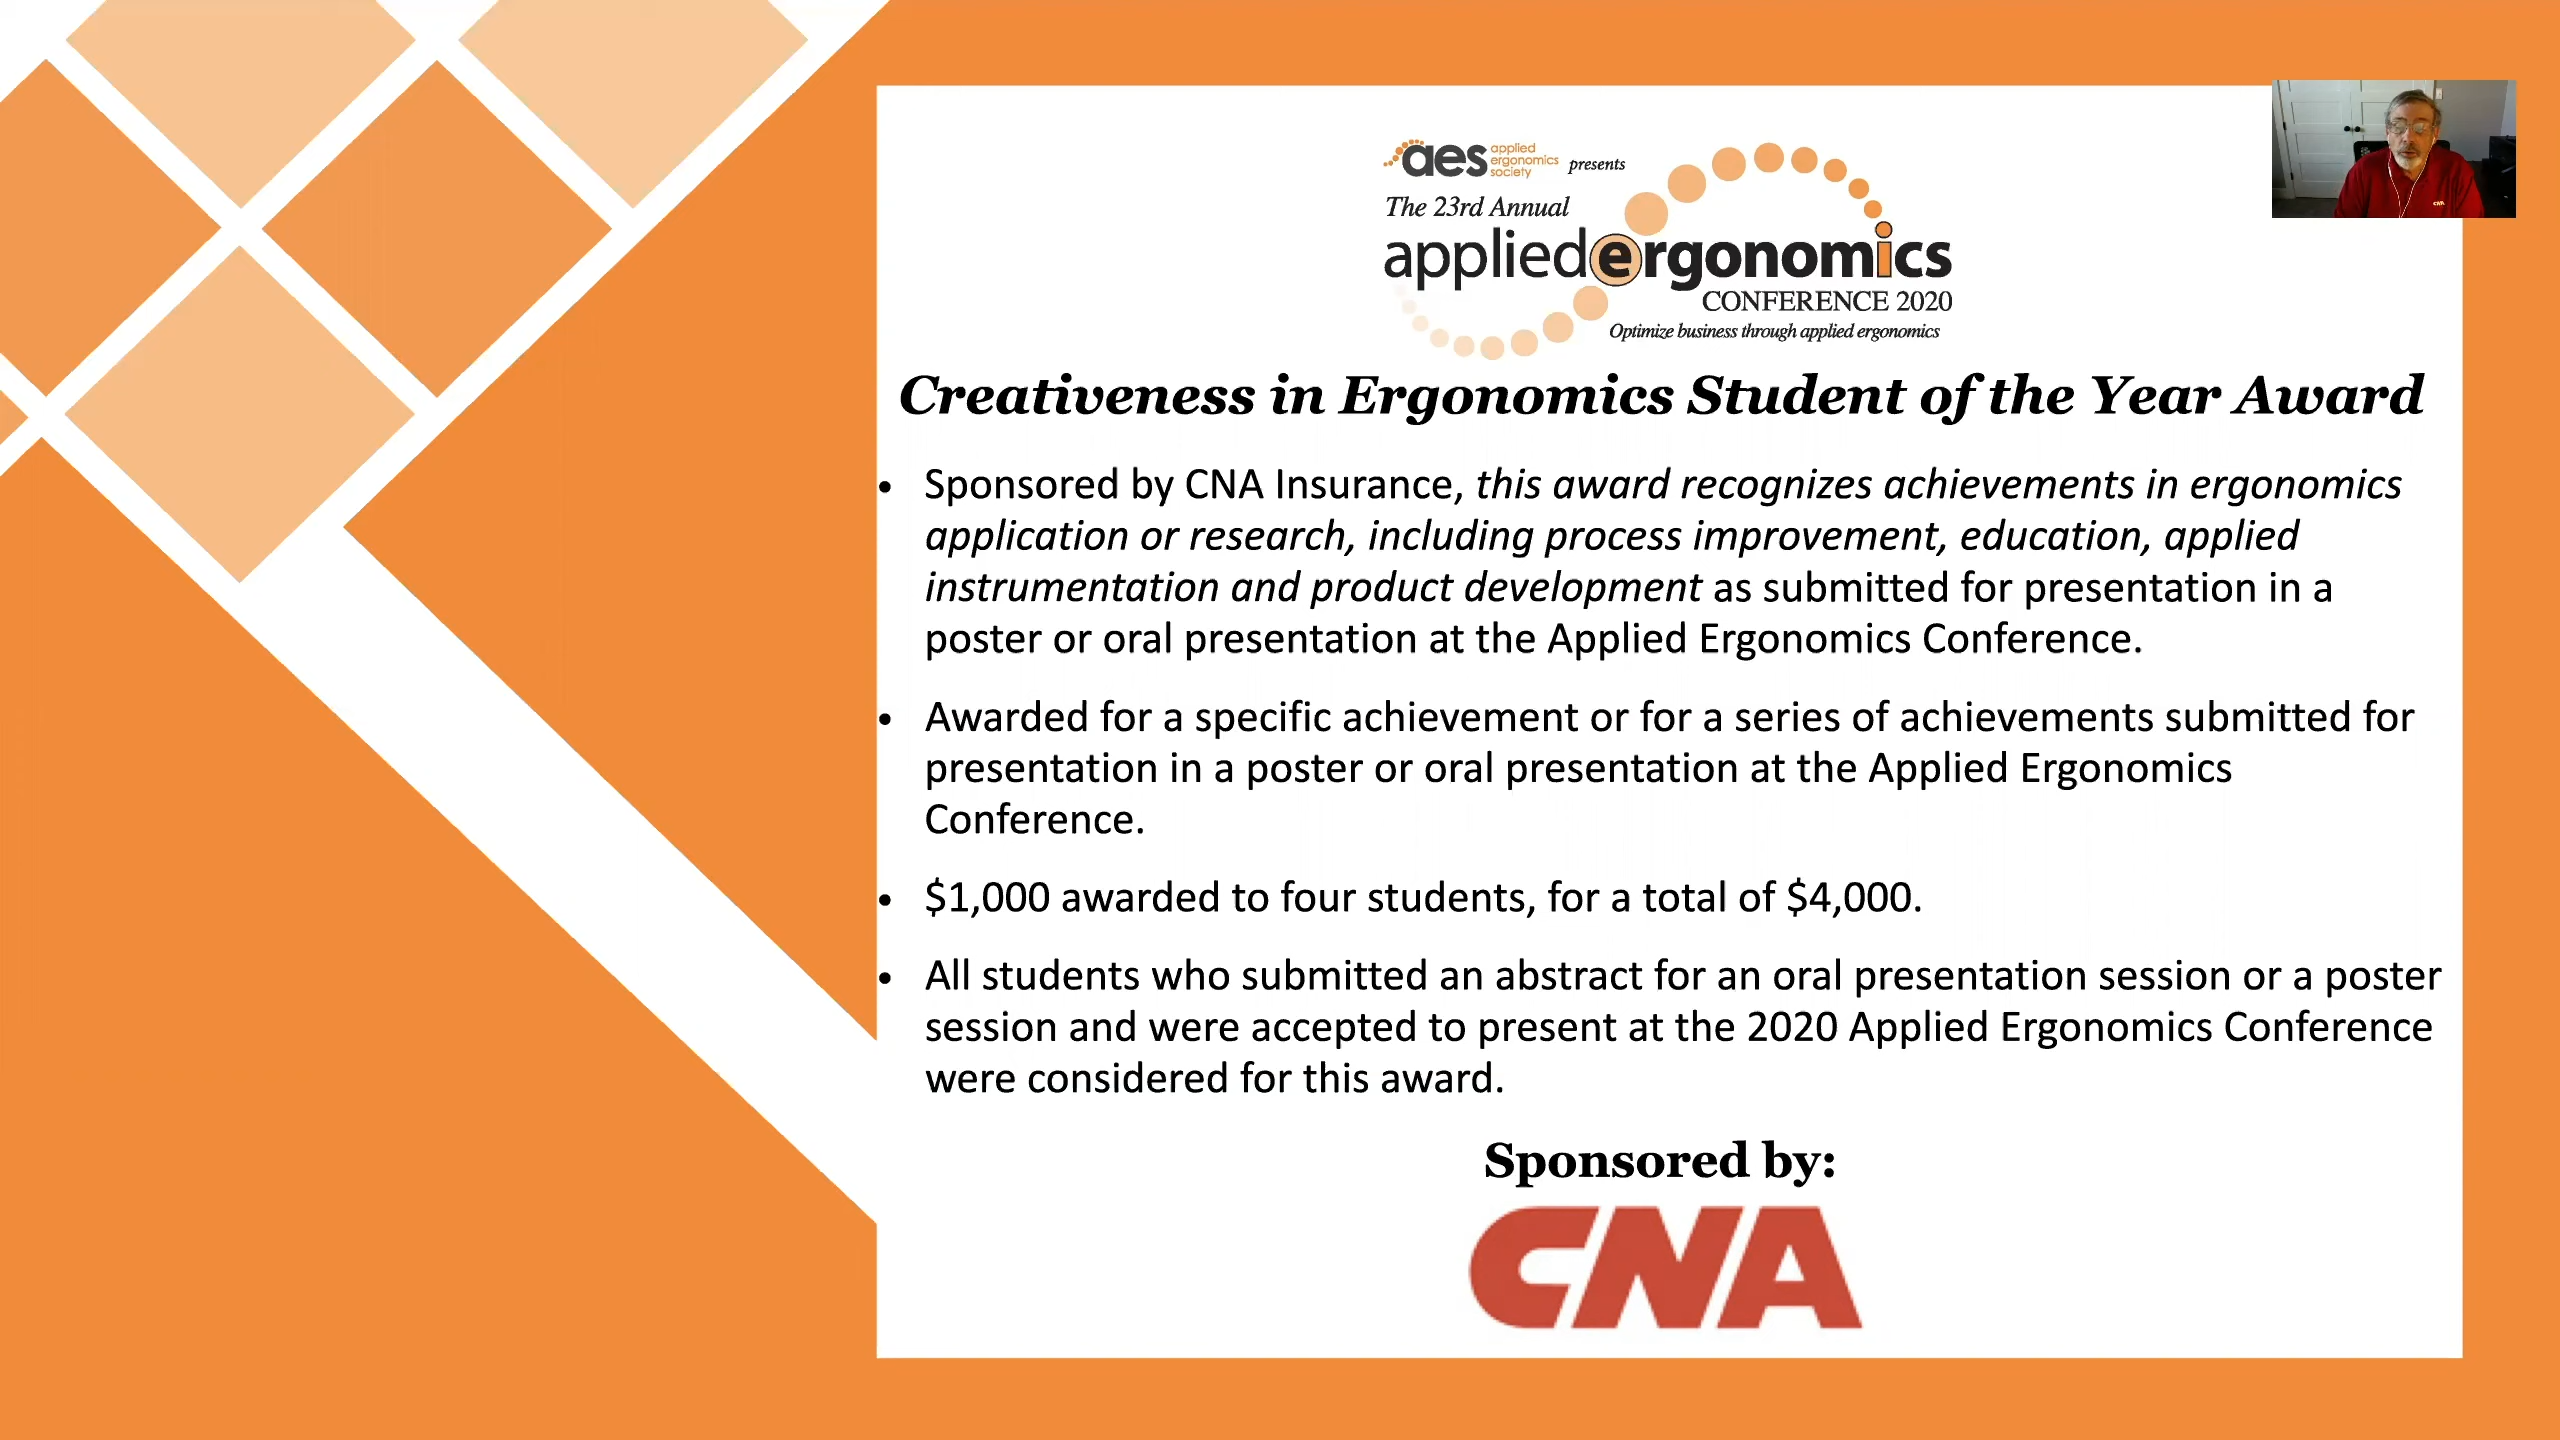 aes applied ergonomics society presents
The 23rd Annual
appliedergonomics
CONFERENCE 2020
Optimize business through applied ergonomics
Creativeness in Ergonomics Student of the Year Award
• Sponsored by CNA Insurance, this award recognizes achievements in ergonomics
application or research, including process improvement, education, applied
instrumentation and product development as submitted for presentation in a
poster or oral presentation at the Applied Ergonomics Conference.
• Awarded for a specific achievement or for a series of achievements submitted for
presentation in a poster or oral presentation at the Applied Ergonomics
Conference.
• $1,000 awarded to four students, for a total of $4,000.
• All students who submitted an abstract for an oral presentation session or a poster
session and were accepted to present at the 2020 Applied Ergonomics Conference
were considered for this award.
Sponsored by:
CNA
CNA